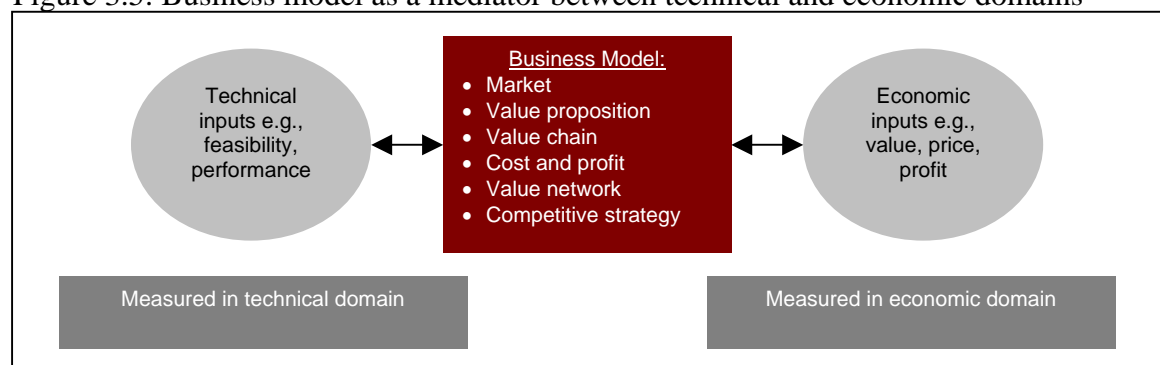 Figure 3.3: Business model as a mediator between technical and economic domains
Technical
inputs e.g.,
feasibility,
performance
Business Model:
• Market
• Value proposition
• Value chain
• Cost and profit
• Value network
• Competitive strategy
Economic
inputs e.g.,
value, price,
profit
Measured in technical domain
Measured in economic domain